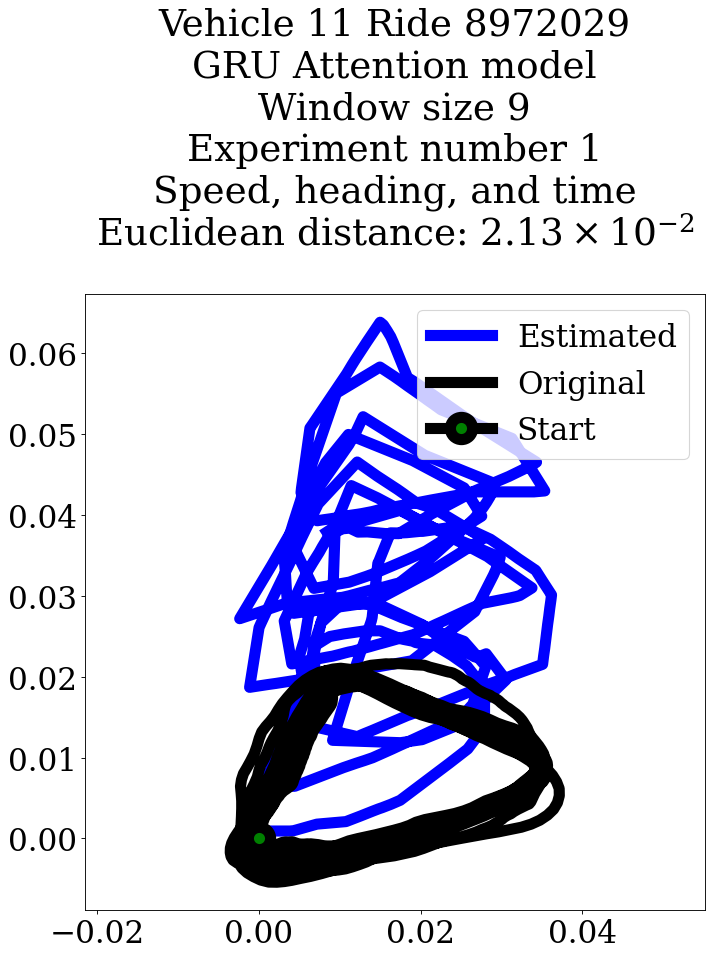 Vehicle 11 Ride 8972029
GRU Attention model
Window size 9
Experiment number 1
Speed, heading, and time
Euclidean distance: 2.13 × 10⁻²
Estimated
Original
Start
0.06
0.05
0.04
0.03
0.02
0.01
0.00
−0.02 0.00 0.02 0.04